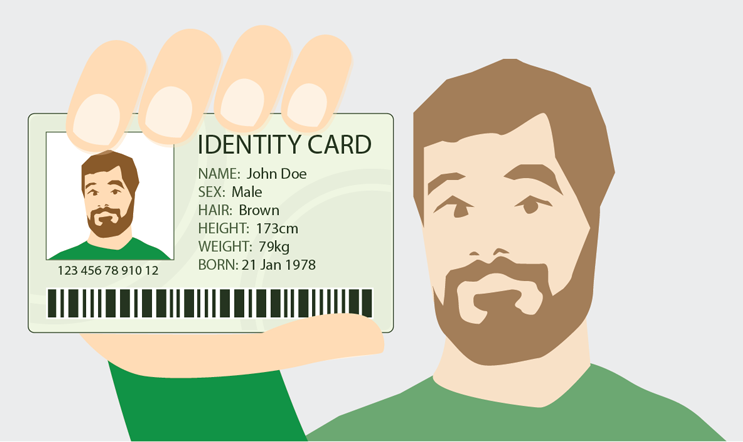 IDENTITY CARD
NAME: John Doe
SEX: Male
HAIR: Brown
HEIGHT: 173cm
WEIGHT: 79kg
BORN: 21 Jan 1978
123 456 78 910 12